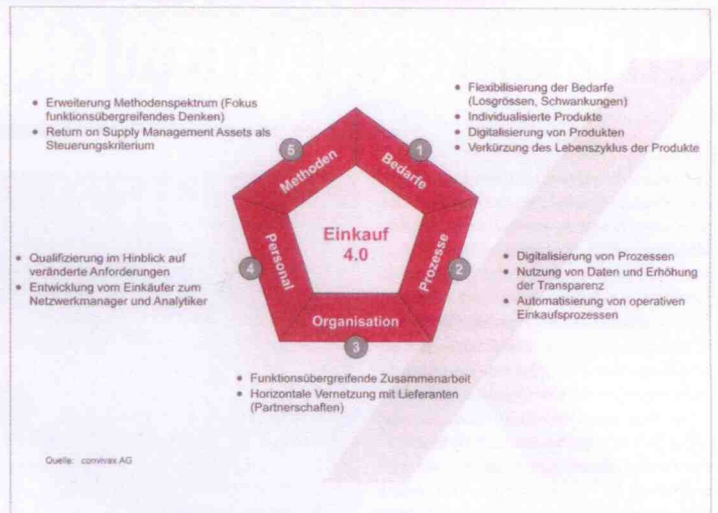 • Erweiterung Methodenspektrum (Fokus
funktionsübergreifendes Denken)
• Return on Supply Management Assets als
Steuerungskriterium
• Flexibilisierung der Bedarfe
(Losgrössen, Schwankungen)
• Individualisierte Produkte
• Digitalisierung von Produkten
• Verkürzung des Lebenszyklus der Produkte
5
Methoden
1
Bedarfe
Einkauf
4.0
• Qualifizierung im Hinblick auf
veränderte Anforderungen
• Entwicklung vom Einkäufer zum
Netzwerkmanager und Analytiker
4
Personal
Prozesse
2
• Digitalisierung von Prozessen
• Nutzung von Daten und Erhöhung
der Transparenz
• Automatisierung von operativen
Einkaufsprozessen
Organisation
3
• Funktionsübergreifende Zusammenarbeit
• Horizontale Vernetzung mit Lieferanten
(Partnerschaften)
Quelle: convivax AG